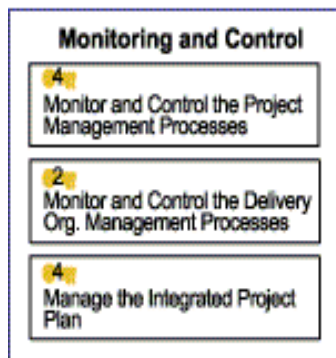 Monitoring and Control
4
Monitor and Control the Project
Management Processes
2
Monitor and Control the Delivery
Org. Management Processes
4
Manage the Integrated Project
Plan